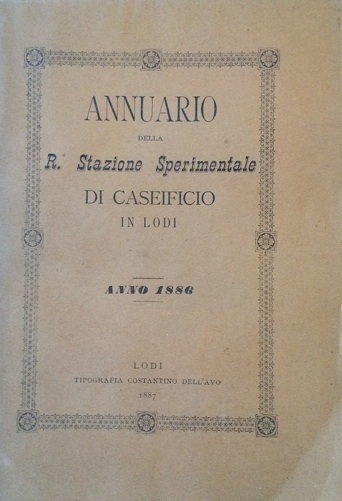 ANNUARIO
DELLA
R.ª Stazione Sperimentale
DI CASEIFICIO
IN LODI
ANNO 1886
LODI
TIPOGRAFIA COSTANTINO DELL'AVO
1887